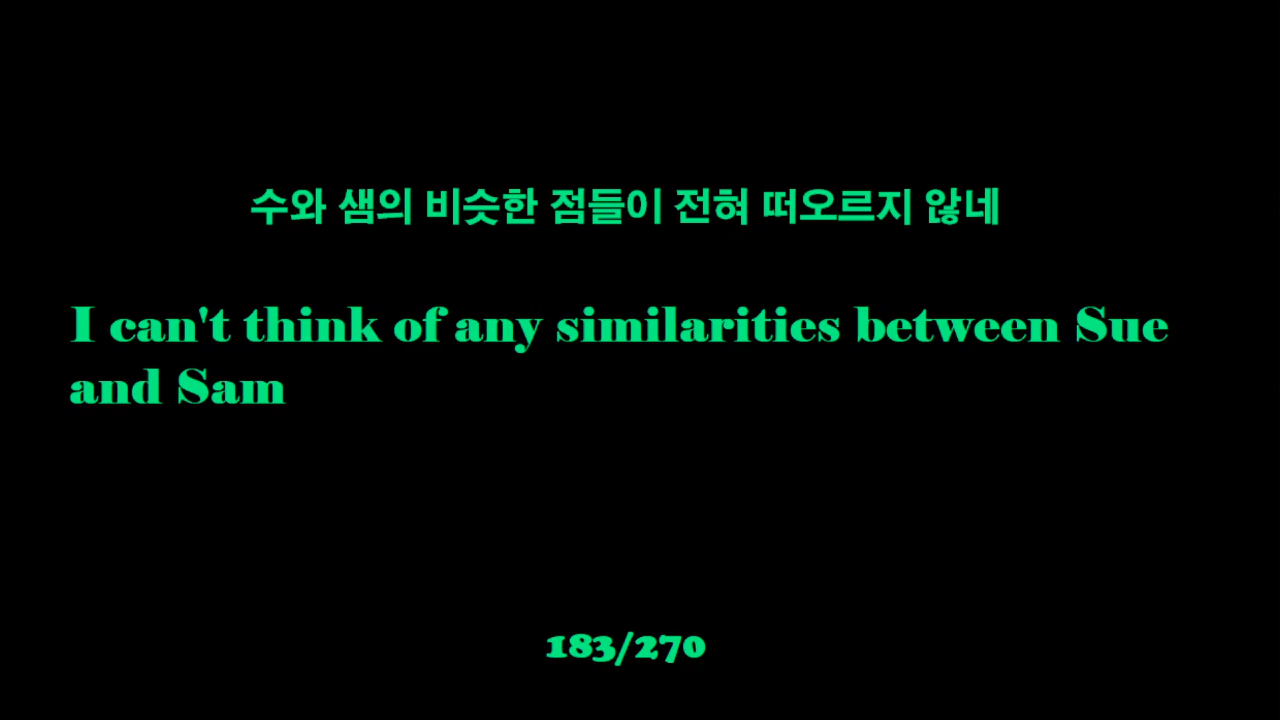 수와 샘의 비슷한 점들이 전혀 떠오르지 않네
I can't think of any similarities between Sue
and Sam
183/270